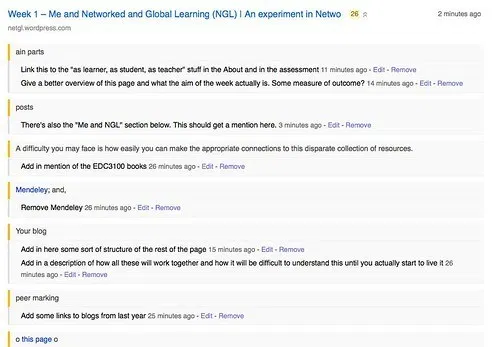 Week 1 – Me and Networked and Global Learning (NGL) | An experiment in Netwo 26 2 minutes ago
netgl.wordpress.com
ain parts
Link this to the "as learner, as student, as teacher" stuff in the About and in the assessment 11 minutes ago - Edit - Remove
Give a better overview of this page and what the aim of the week actually is. Some measure of outcome? 14 minutes ago - Edit - Remove
posts
There's also the "Me and NGL" section below. This should get a mention here. 3 minutes ago - Edit - Remove
A difficulty you may face is how easily you can make the appropriate connections to this disparate collection of resources.
Add in mention of the EDC3100 books 26 minutes ago - Edit - Remove
Mendeley; and,
Remove Mendeley 26 minutes ago - Edit - Remove
Your blog
Add in here some sort of structure of the rest of the page 15 minutes ago - Edit - Remove
Add in a description of how all these will work together and how it will be difficult to understand this until you actually start to live it 26
minutes ago - Edit - Remove
peer marking
Add some links to blogs from last year 25 minutes ago - Edit - Remove
o this page o